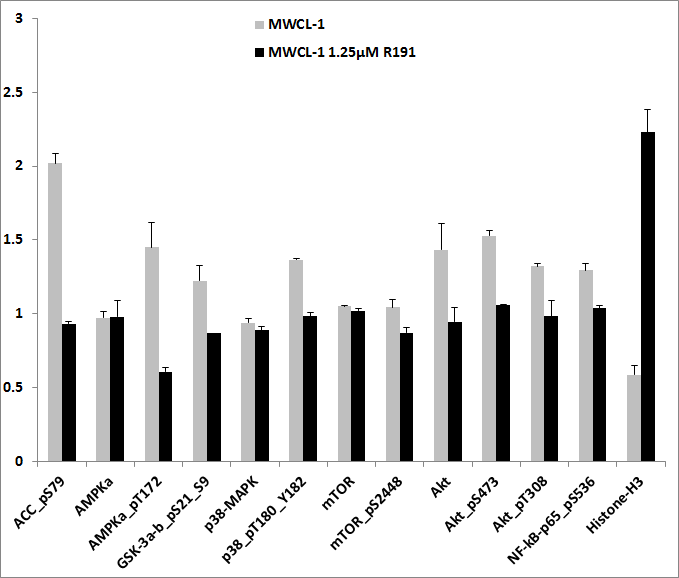 MWCL-1
MWCL-1 1.25µM R191
3
2.5
2
1.5
1
0.5
0
ACC_pS79
AMPKa
AMPKa_pT172
GSK-3a-b_pS21_S9
p38-MAPK
p38_pT180_Y182
mTOR
mTOR_pS2448
Akt
Akt_pS473
Akt_pT308
NF-kB-p65_pS536
Histone-H3